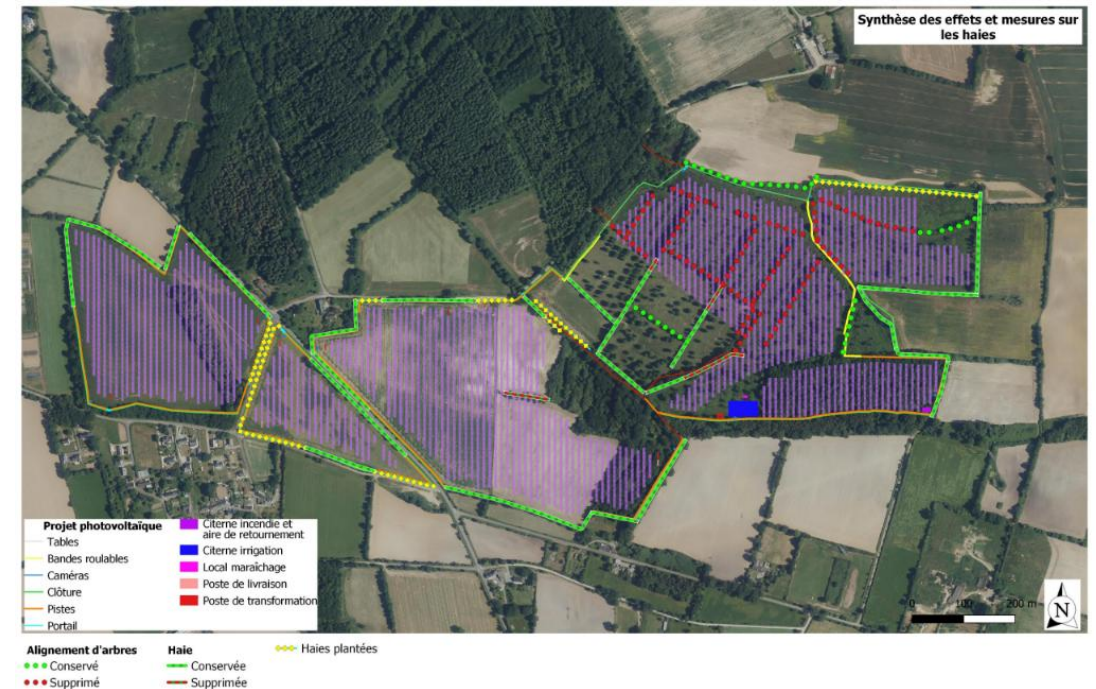 Synthèse des effets et mesures sur
les haies
Projet photovoltaïque
Tables
Bandes roulables
Caméras
Clôture
Pistes
Portail
Citerne incendie et
aire de retournement
Citerne irrigation
Local maraîchage
Poste de livraison
Poste de transformation
0 100 200 m
N
Alignement d'arbres
Conservé
Supprimé
Haie
Conservée
Supprimée
Haies plantées